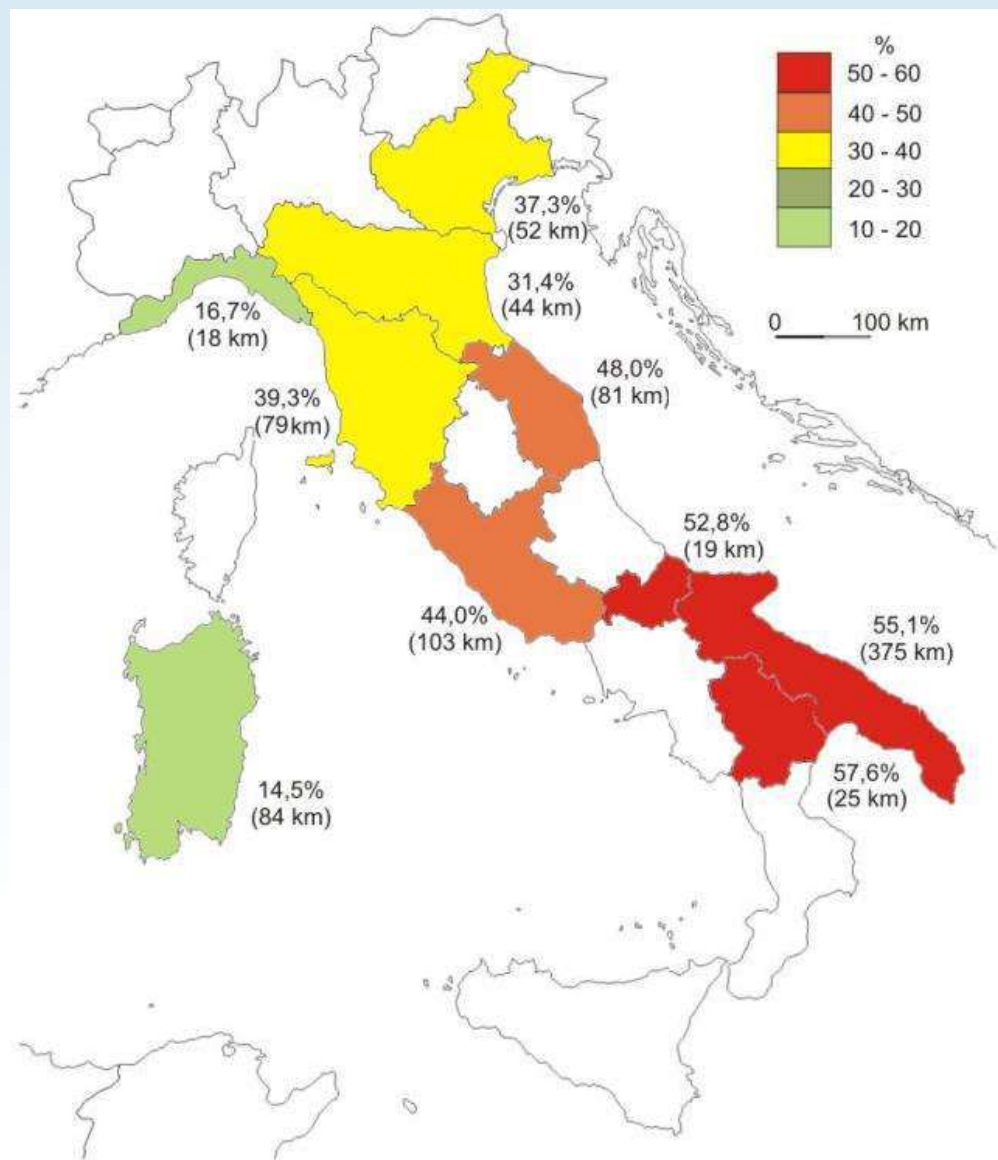 %
50 - 60
40 - 50
30 - 40
20 - 30
10 - 20
37,3%
(52 km)
31,4%
(44 km)
16,7%
(18 km)
0 100 km
48,0%
(81 km)
39,3%
(79km)
52,8%
(19 km)
44,0%
(103 km)
55,1%
(375 km)
57,6%
(25 km)
14,5%
(84 km)